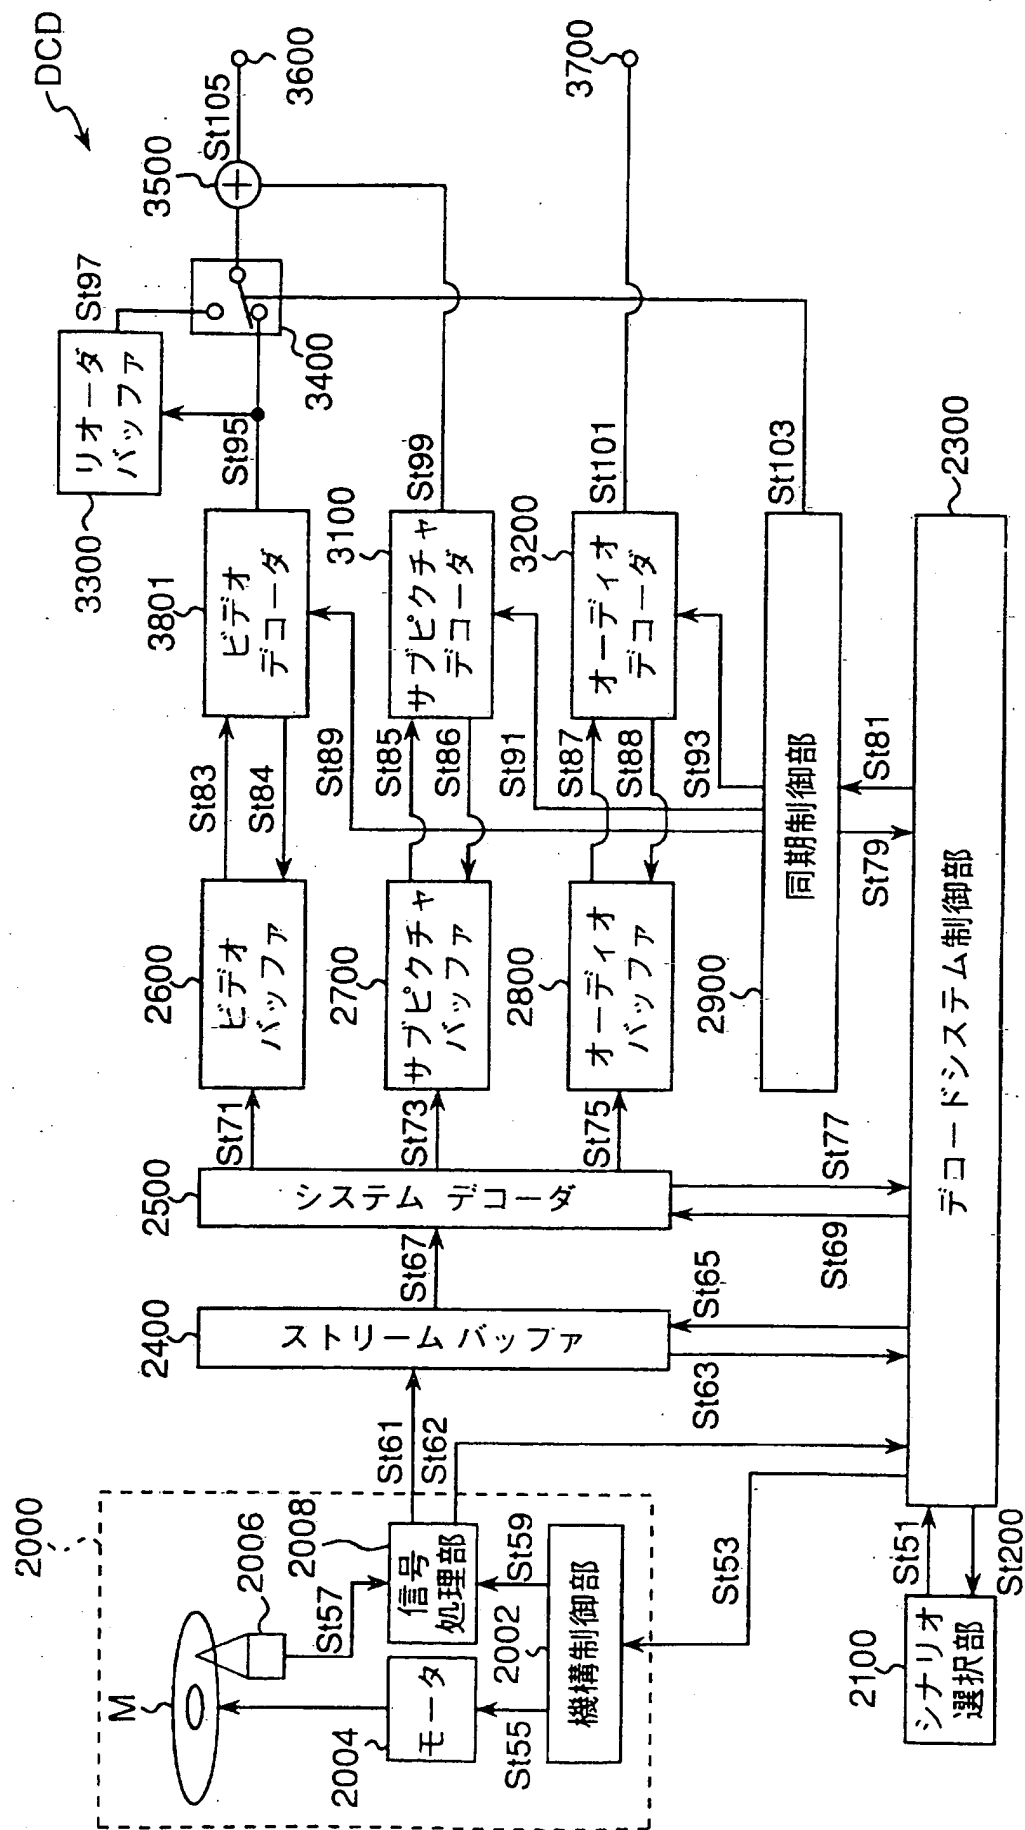 DCD
3300
リオーダ
バッファ
St97
3500
St105
3600
St95
3400
2600
ビデオ
バッファ
St83
St84
3801
ビデオ
デコーダ
St89
2700
サブピクチャ
バッファ
St85
St86
3100
サブピクチャ
デコーダ
St99
St91
2800
オーディオ
バッファ
St87
St88
3200
オーディオ
デコーダ
St101
3700
St93
2900
同期制御部
St103
St79
St81
2300
デコードシステム制御部
2500
システム デコーダ
St71
St73
St75
St77
St69
2400
ストリーム バッファ
St67
St65
St63
St61
St62
2000
M
2006
St57
2008
信号
処理部
2004
モータ
St55
2002
St59
機構制御部
St53
2100
シナリオ
選択部
St51
St200